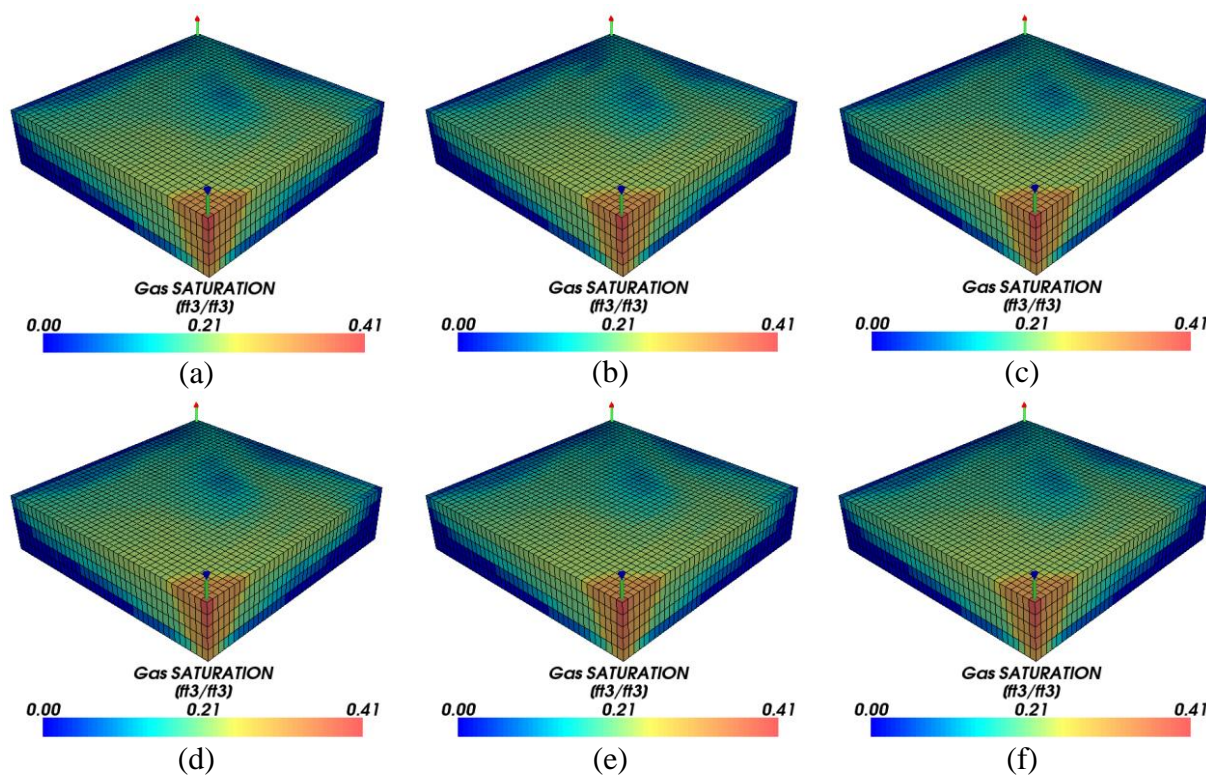 Gas SATURATION
(ft3/ft3)
0.00 0.21 0.41
(a)
Gas SATURATION
(ft3/ft3)
0.00 0.21 0.41
(b)
Gas SATURATION
(ft3/ft3)
0.00 0.21 0.41
(c)
Gas SATURATION
(ft3/ft3)
0.00 0.21 0.41
(d)
Gas SATURATION
(ft3/ft3)
0.00 0.21 0.41
(e)
Gas SATURATION
(ft3/ft3)
0.00 0.21 0.41
(f)